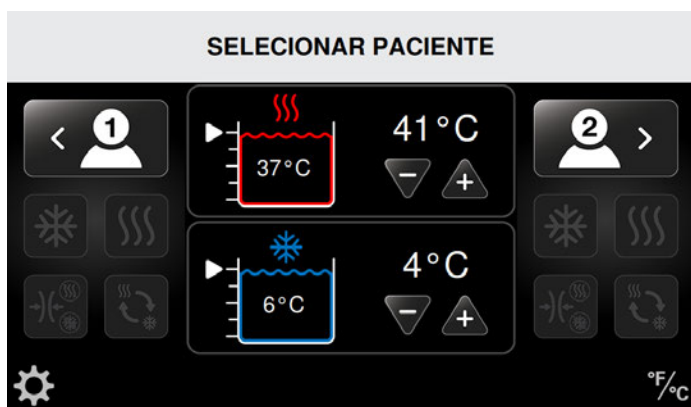 SELECIONAR PACIENTE
< 1
41°C
37°C
2 >
4°C
6°C
°F/°C